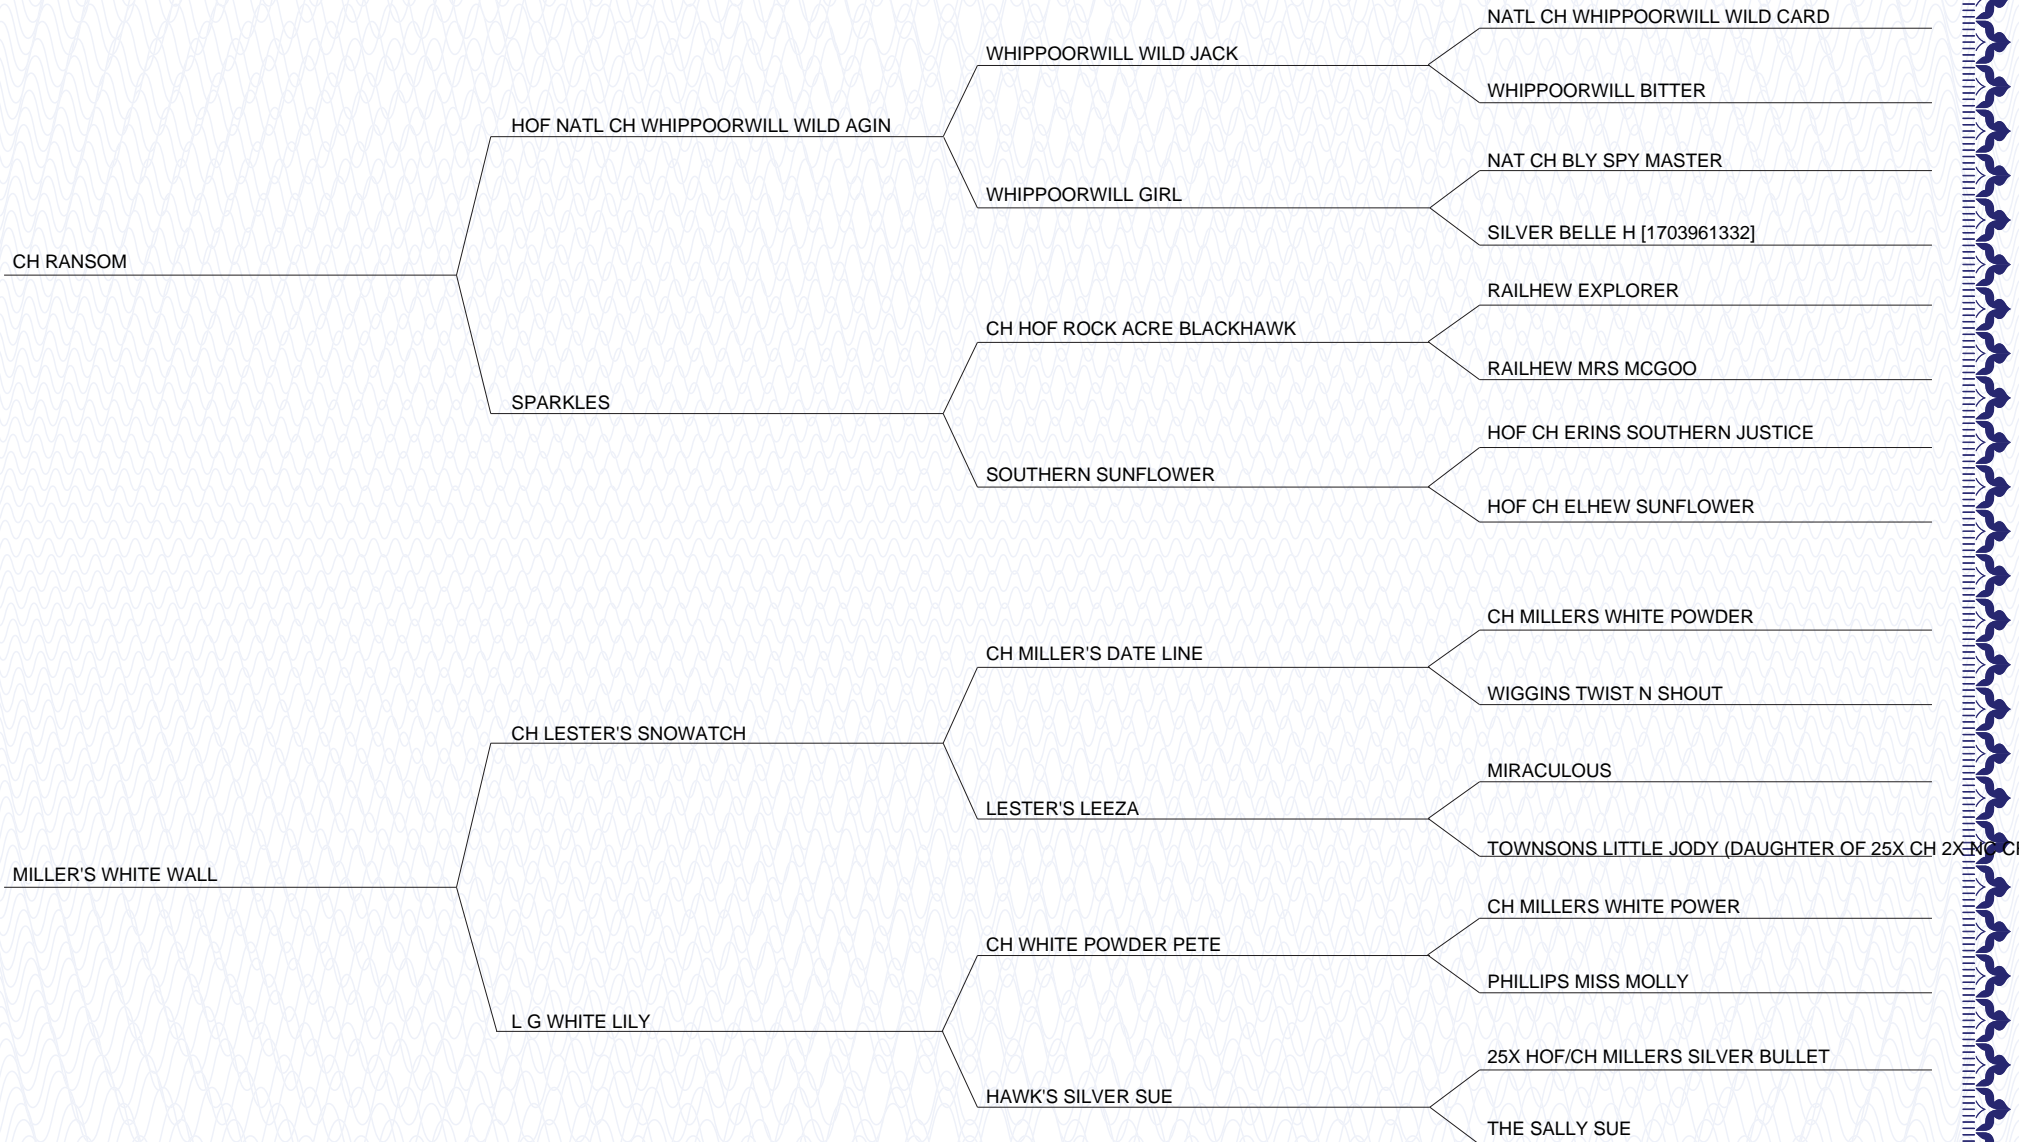 NATL CH WHIPPOORWILL WILD CARD
WHIPPOORWILL WILD JACK
WHIPPOORWILL BITTER
HOF NATL CH WHIPPOORWILL WILD AGIN
NAT CH BLY SPY MASTER
WHIPPOORWILL GIRL
SILVER BELLE H [1703961332]
CH RANSOM
RAILHEW EXPLORER
CH HOF ROCK ACRE BLACKHAWK
RAILHEW MRS MCGOO
SPARKLES
HOF CH ERINS SOUTHERN JUSTICE
SOUTHERN SUNFLOWER
HOF CH ELHEW SUNFLOWER
CH MILLERS WHITE POWDER
CH MILLER'S DATE LINE
WIGGINS TWIST N SHOUT
CH LESTER'S SNOWATCH
MIRACULOUS
LESTER'S LEEZA
TOWNSONS LITTLE JODY (DAUGHTER OF 25X CH 2X
MILLER'S WHITE WALL
CH MILLERS WHITE POWER
CH WHITE POWDER PETE
PHILLIPS MISS MOLLY
L G WHITE LILY
25X HOF/CH MILLERS SILVER BULLET
HAWK'S SILVER SUE
THE SALLY SUE